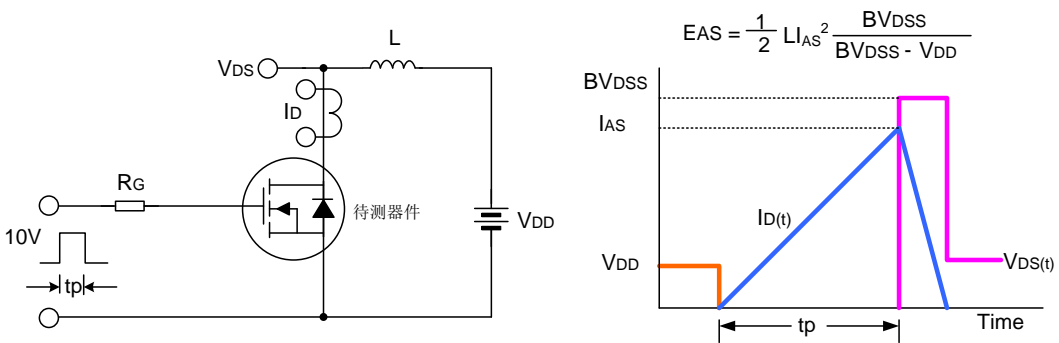 L
VDS
ID
RG
待测器件
VDD
10V
tp
EAS = 1/2 LIAS² BVDSS/(BVDSS - VDD)
BVDSS
IAS
ID(t)
VDD
VDS(t)
tp
Time